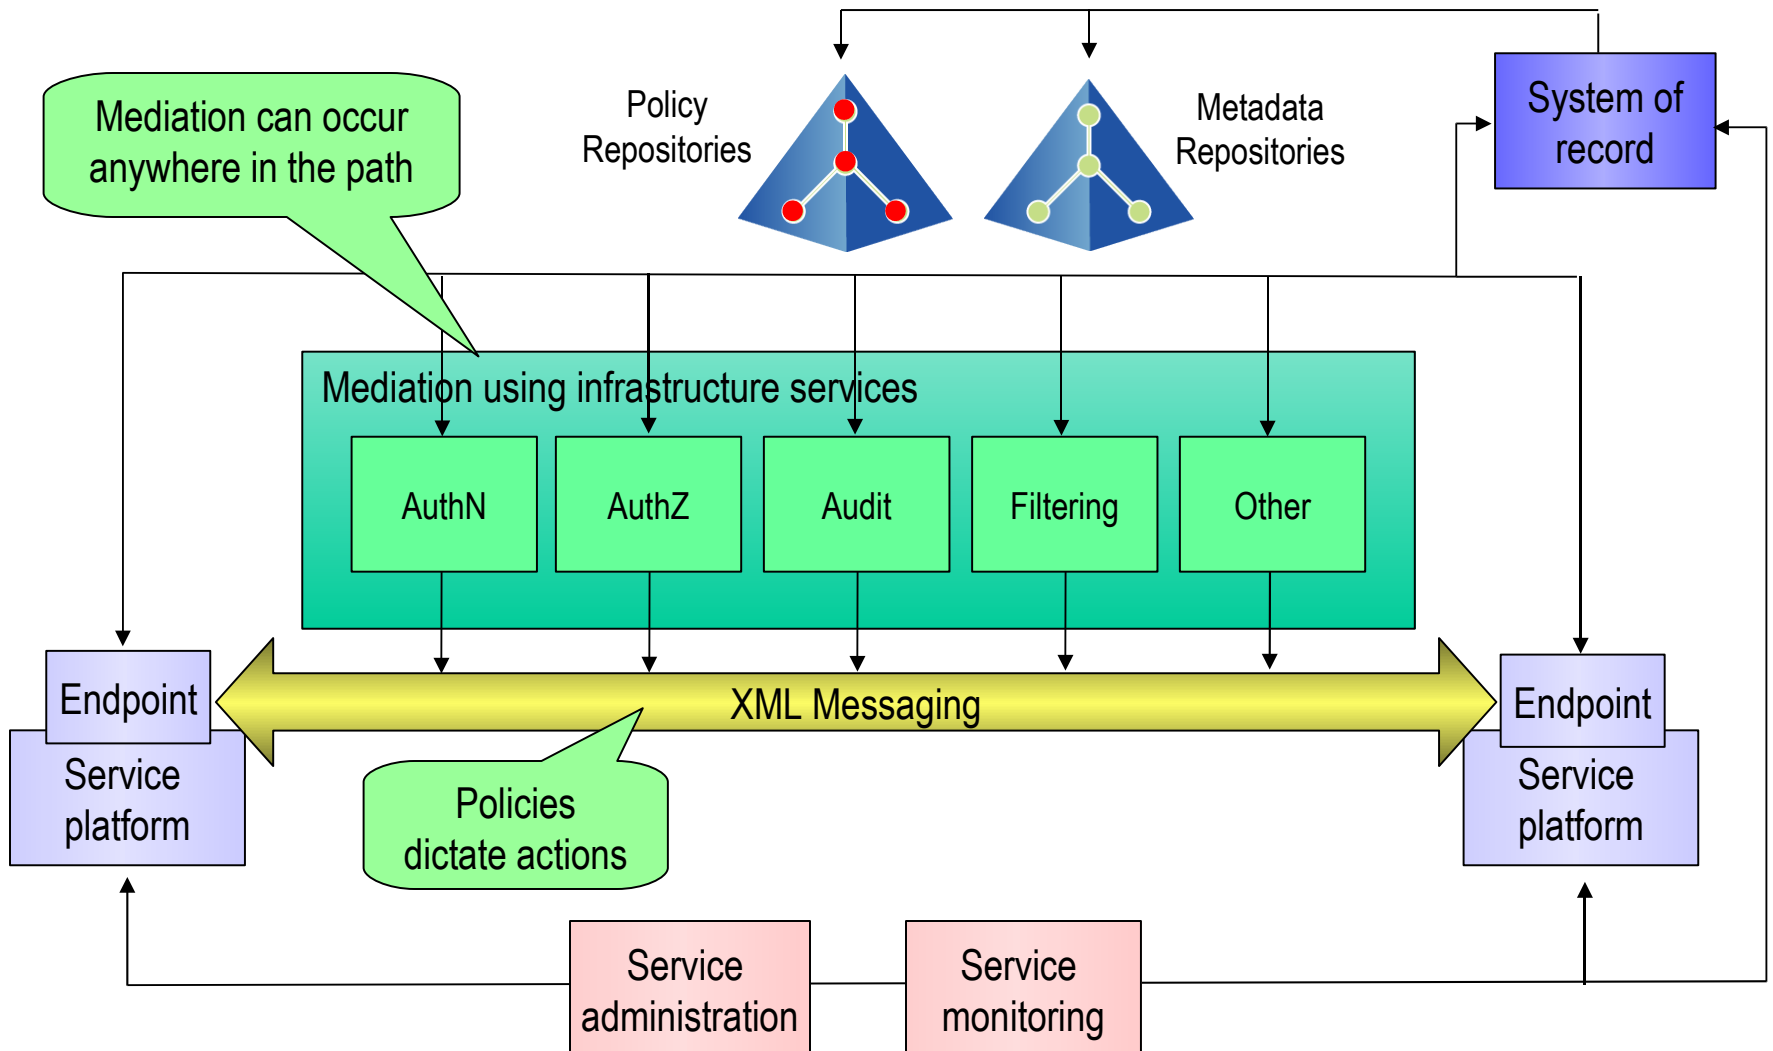 Mediation can occur
anywhere in the path
Policy
Repositories
Metadata
Repositories
System of
record
Mediation using infrastructure services
AuthN
AuthZ
Audit
Filtering
Other
Endpoint
Service
platform
XML Messaging
Endpoint
Service
platform
Policies
dictate actions
Service
administration
Service
monitoring